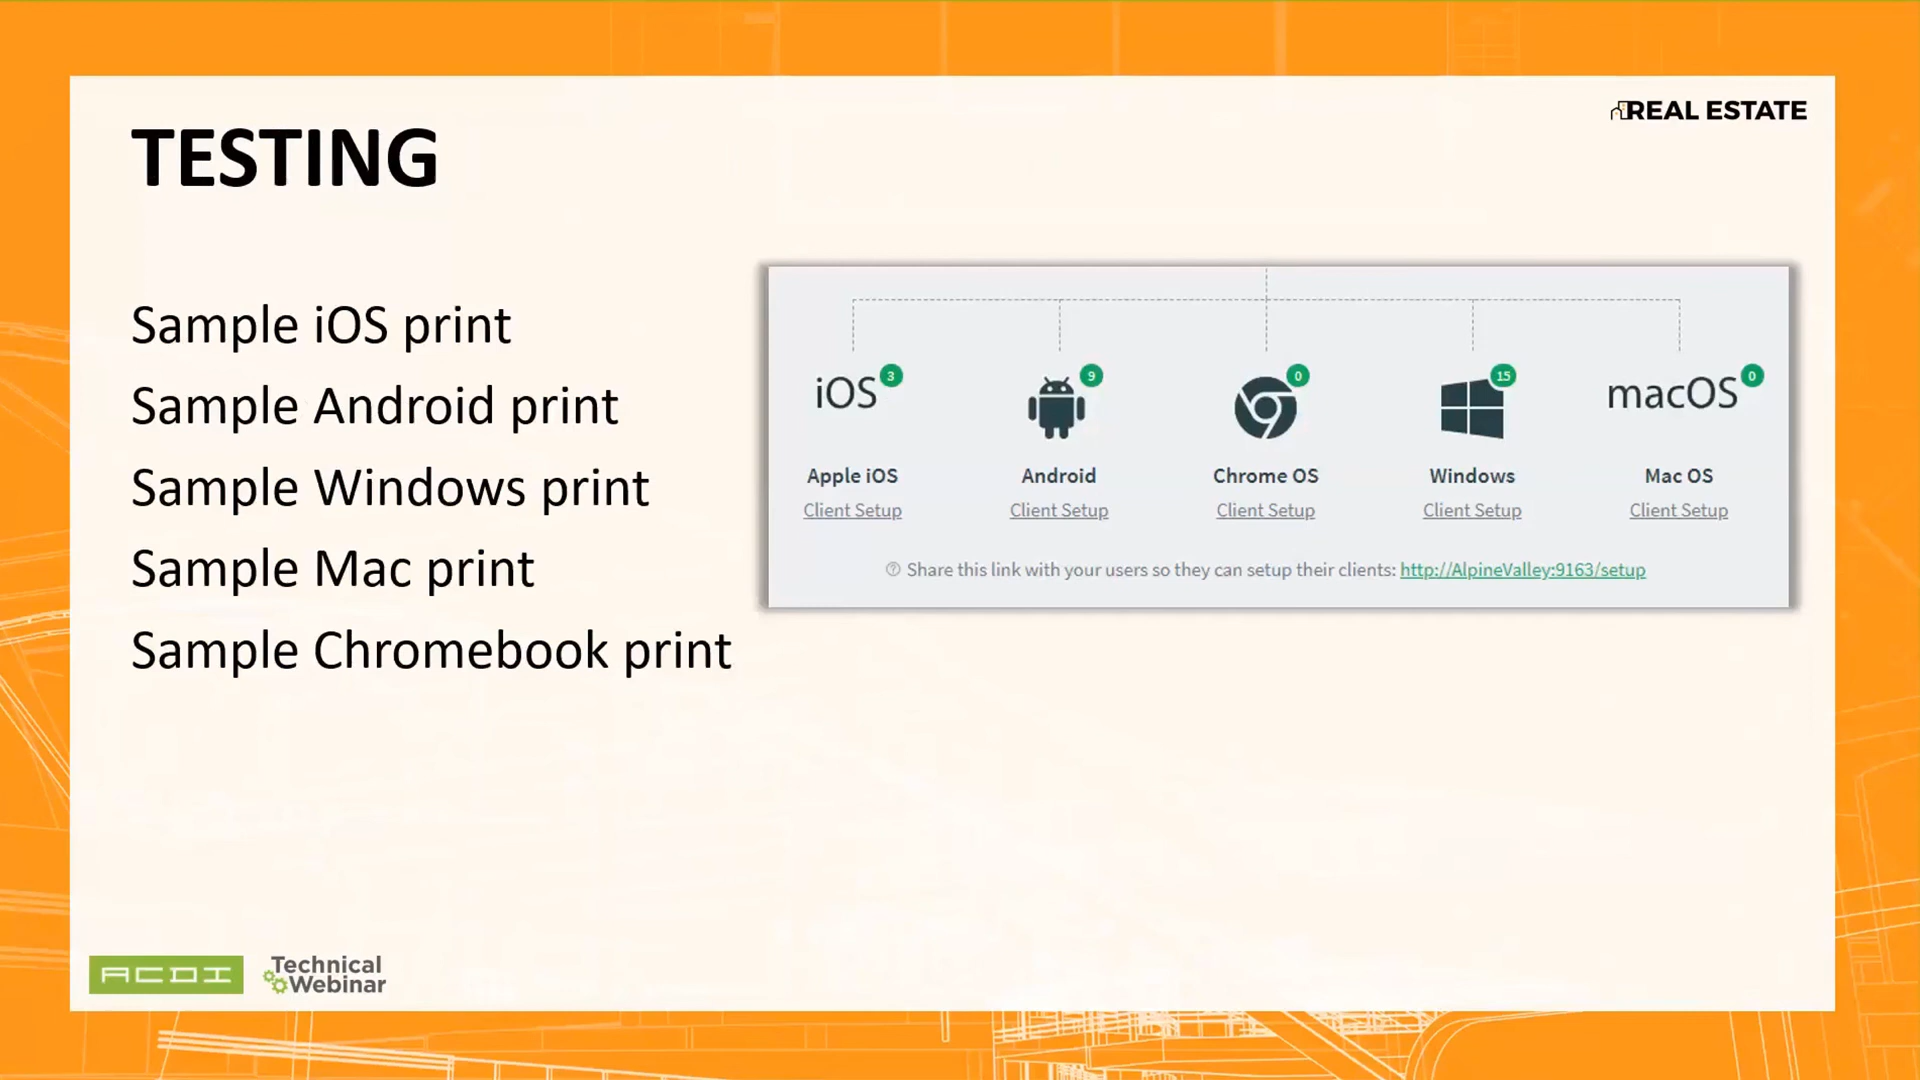 REAL ESTATE
TESTING
Sample iOS print
Sample Android print
Sample Windows print
Sample Mac print
Sample Chromebook print
iOS 3 9 0 15 macOS 0
Apple iOS Android Chrome OS Windows Mac OS
Client Setup Client Setup Client Setup Client Setup Client Setup
? Share this link with your users so they can setup their clients: http://AlpineValley:9163/setup
ACDI
Technical
Webinar